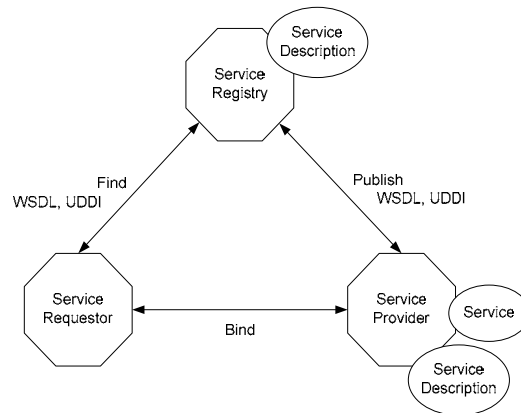 Service
Description
Service
Registry
Find
WSDL, UDDI
Publish
WSDL, UDDI
Service
Requestor
Bind
Service
Provider
Service
Service
Description